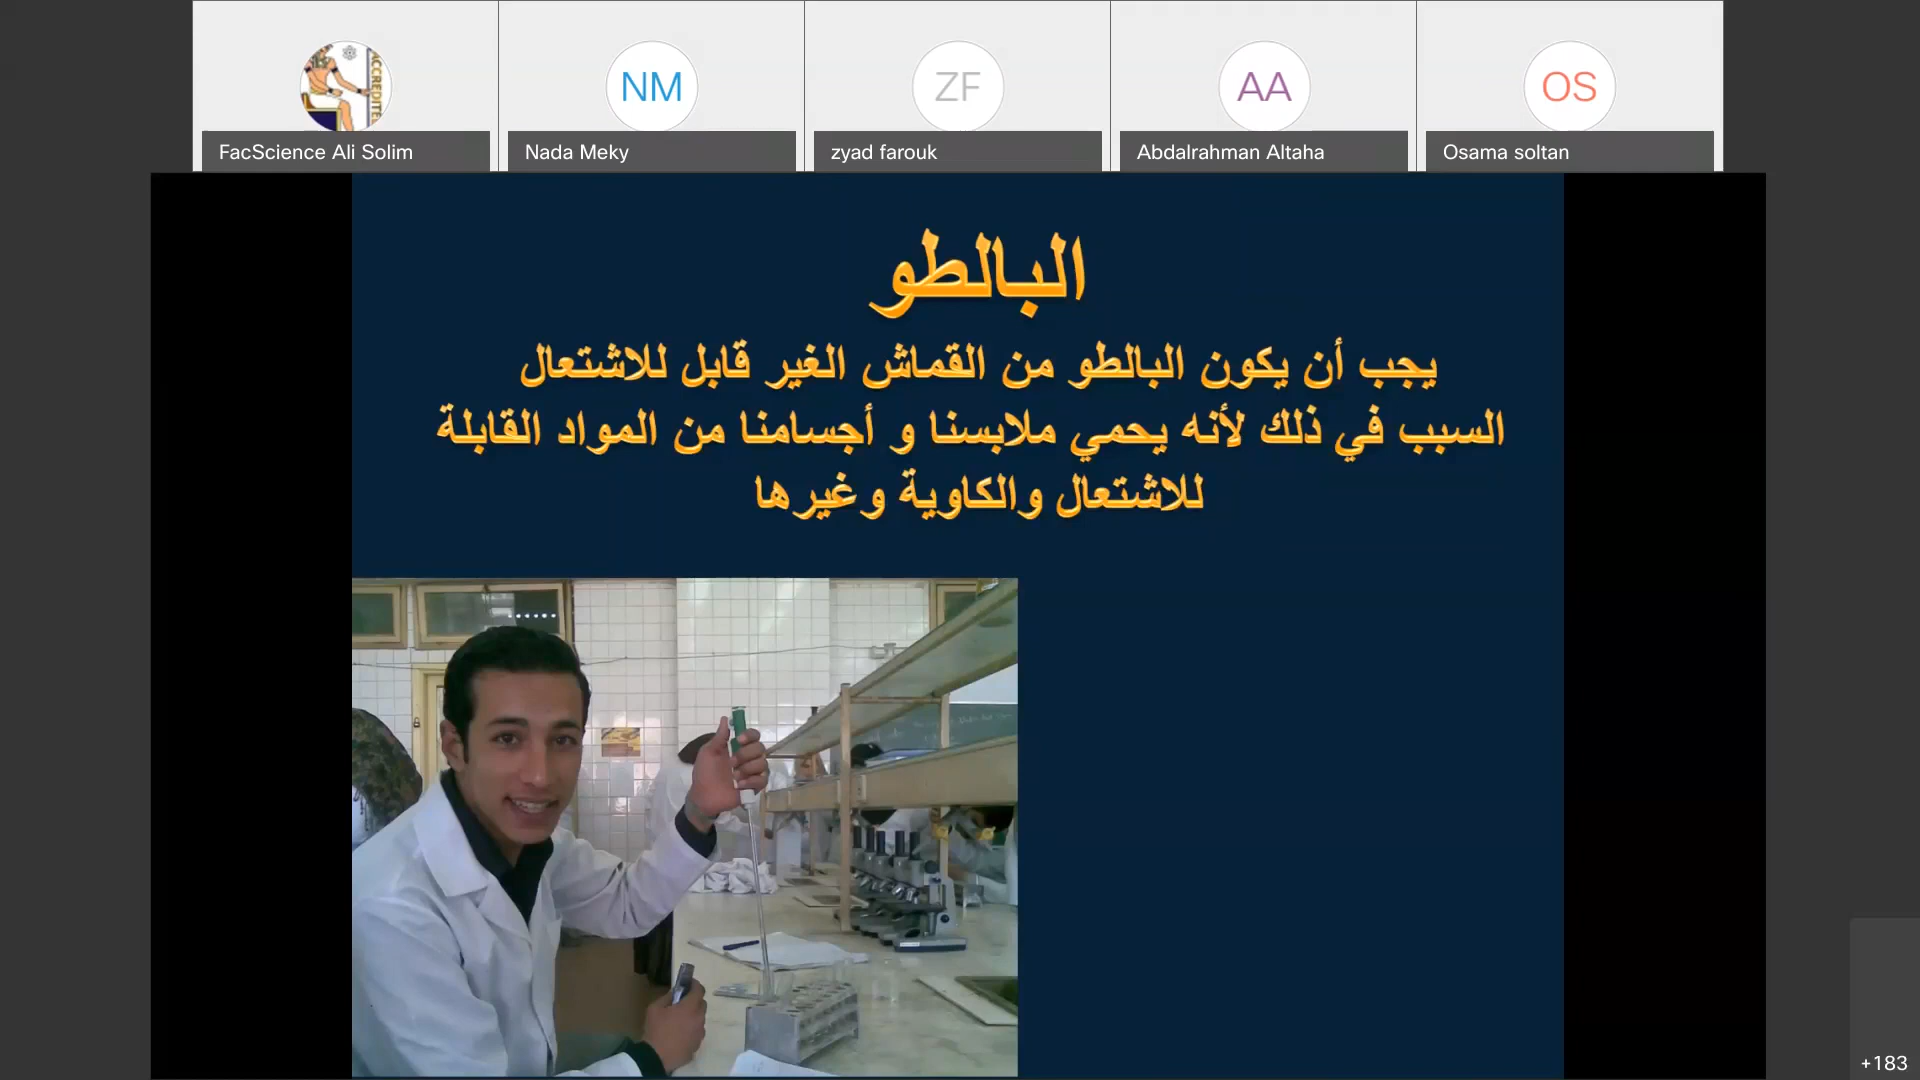 ACCREDITED
NM
ZF
AA
OS
FacScience Ali Solim
Nada Meky
zyad farouk
Abdalrahman Altaha
Osama soltan
البالطو
يجب أن يكون البالطو من القماش الغير قابل للاشتعال
السبب في ذلك لأنه يحمي ملابسنا و أجسامنا من المواد القابلة
للاشتعال والكاوية وغيرها
+183